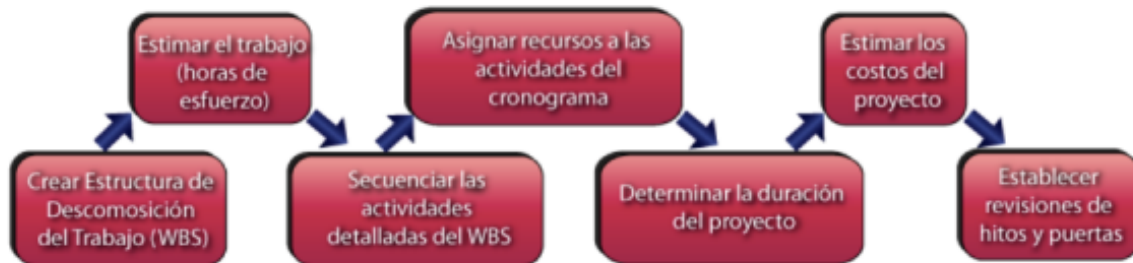 Crear Estructura de
Descomosición
del Trabajo (WBS)
Estimar el trabajo
(horas de
esfuerzo)
Secuenciar las
actividades
detalladas del WBS
Asignar recursos a las
actividades del
cronograma
Determinar la duración
del proyecto
Estimar los
costos del
proyecto
Establecer
revisiones de
hitos y puertas